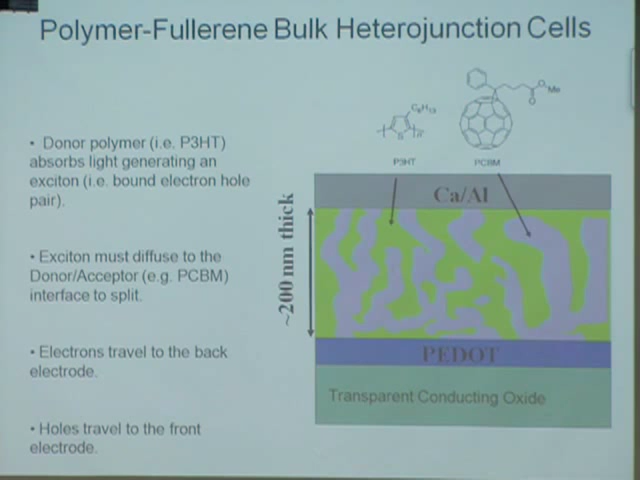 Polymer-Fullerene Bulk Heterojunction Cells
• Donor polymer (i.e. P3HT)
absorbs light generating an
exciton (i.e. bound electron hole
pair).
• Exciton must diffuse to the
Donor/Acceptor (e.g. PCBM)
interface to split.
• Electrons travel to the back
electrode.
• Holes travel to the front
electrode.
C6H13
S
n
O
Me
O
P3HT
PCBM
Ca/Al
~200 nm thick
PEDOT
Transparent Conducting Oxide